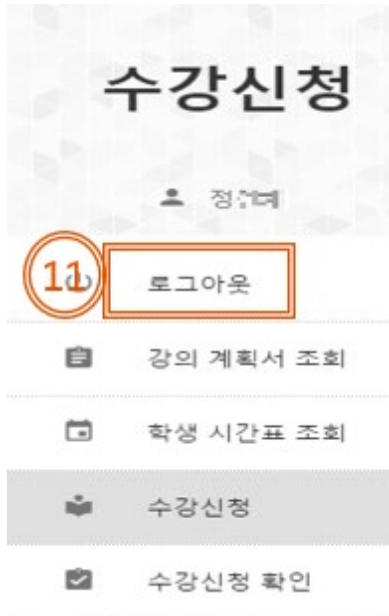 수강신청
11
로그아웃
강의 계획서 조회
학생 시간표 조회
수강신청
수강신청 확인